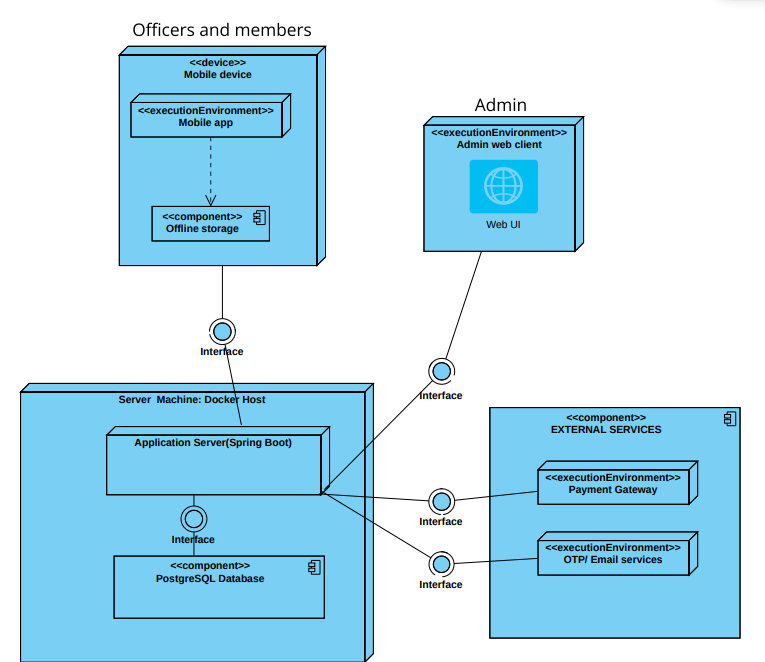 Officers and members
<<device>>
Mobile device
<<executionEnvironment>>
Mobile app
<<component>>
Offline storage
Admin
<<executionEnvironment>>
Admin web client
Web UI
Interface
Interface
Server  Machine: Docker Host
Application Server(Spring Boot)
Interface
<<component>>
PostgreSQL Database
<<component>>
EXTERNAL SERVICES
<<executionEnvironment>>
Payment Gateway
Interface
<<executionEnvironment>>
OTP/ Email services
Interface